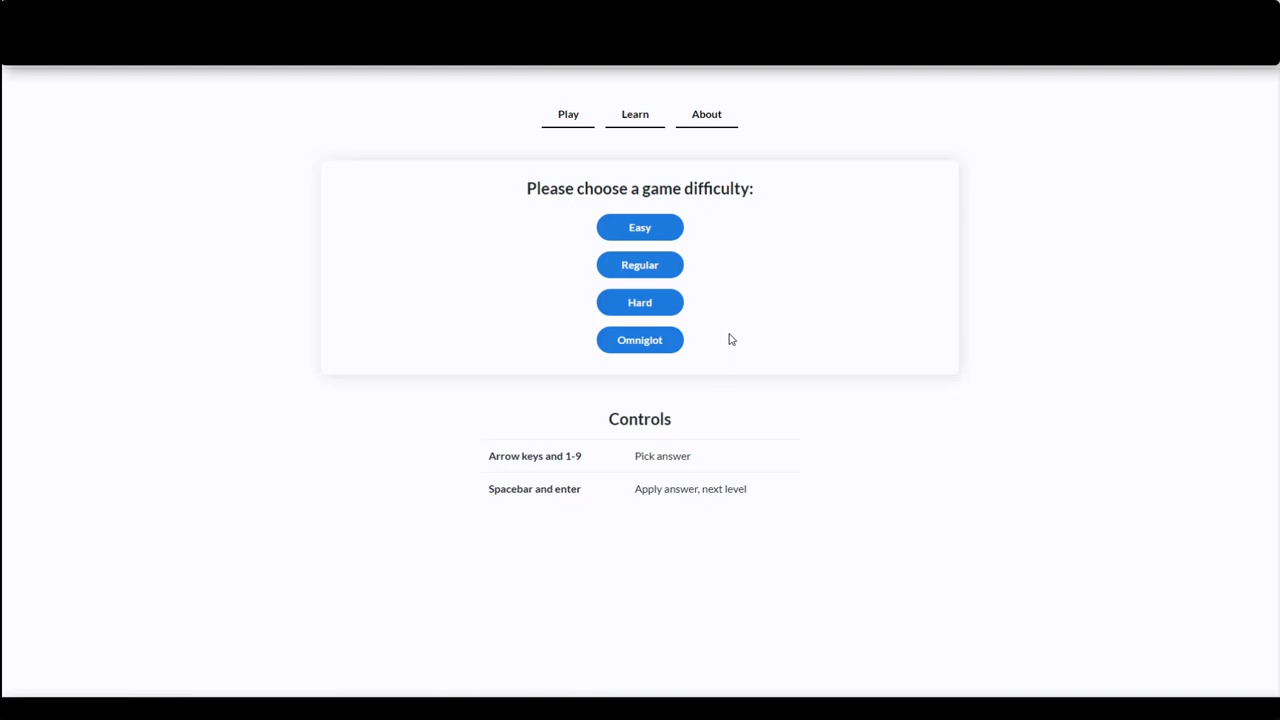 Play Learn About
Please choose a game difficulty:
Easy
Regular
Hard
Omniglot
Controls
Arrow keys and 1-9 Pick answer
Spacebar and enter Apply answer, next level